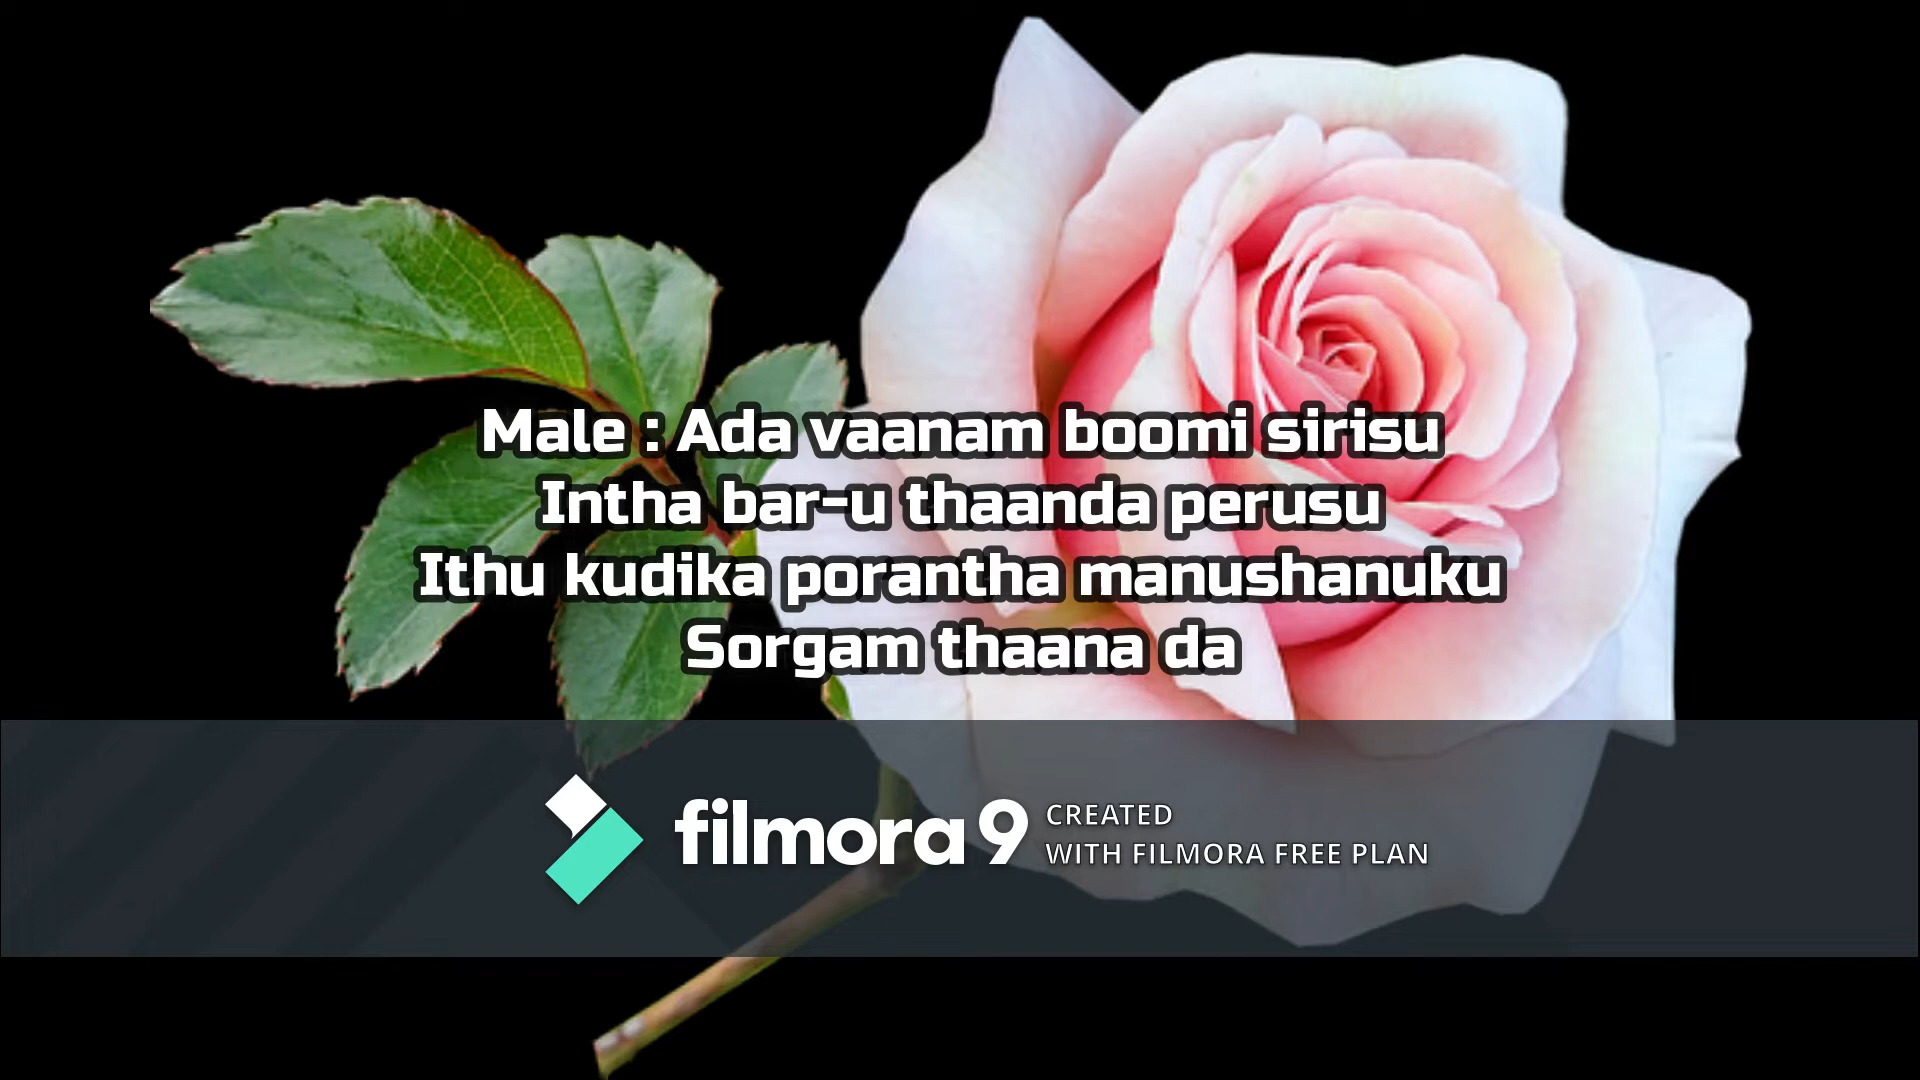 Male : Ada vaanam boomi sirisu
Intha bar-u thaanda perusu
Ithu kudika porantha manushanuku
Sorgam thaana da
filmora 9 CREATED
WITH FILMORA FREE PLAN